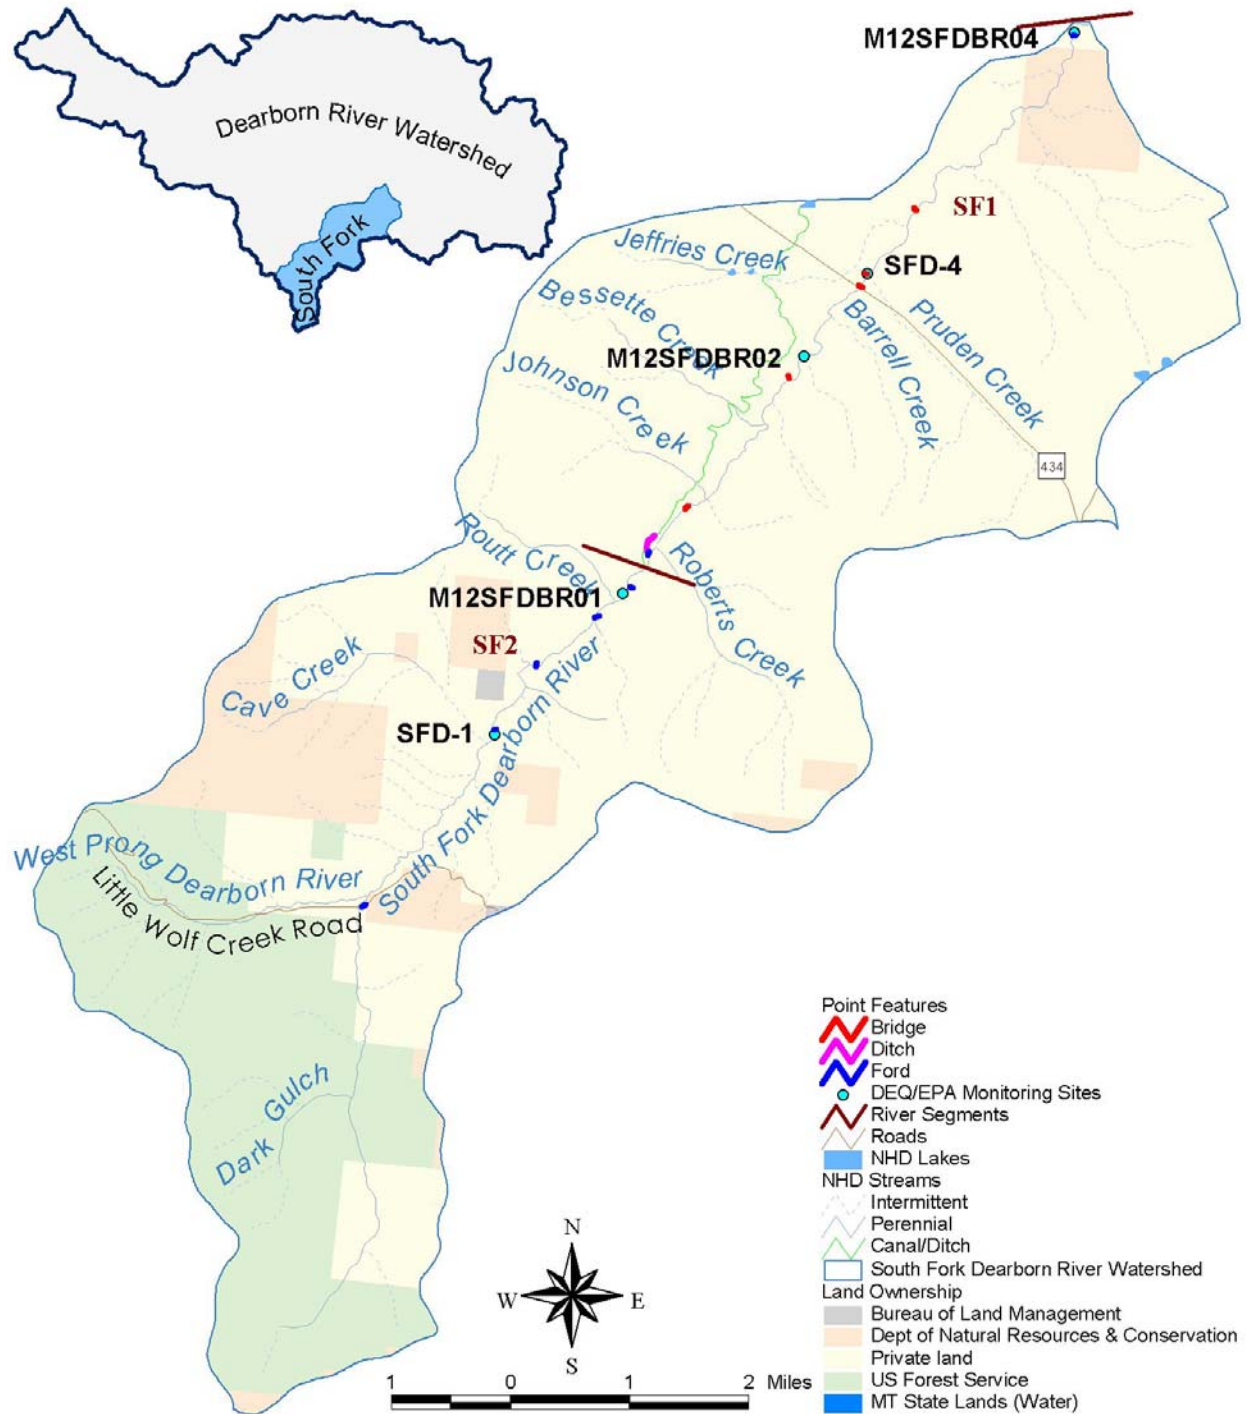 M12SFDBR04
Dearborn River Watershed
South Fork
SF1
Jeffries Creek
SFD-4
Bessette Creek
Barrell Creek
Pruden Creek
M12SFDBR02
Johnson Creek
434
Routt Creek
Roberts Creek
M12SFDBR01
SF2
Cave Creek
SFD-1
South Fork Dearborn River
West Prong Dearborn River
Little Wolf Creek Road
Dark Gulch
Point Features
Bridge
Ditch
Ford
DEQ/EPA Monitoring Sites
River Segments
Roads
NHD Lakes
NHD Streams
Intermittent
Perennial
Canal/Ditch
South Fork Dearborn River Watershed
Land Ownership
Bureau of Land Management
Dept of Natural Resources & Conservation
Private land
US Forest Service
MT State Lands (Water)
N
W E
S
1 0 1 2 Miles